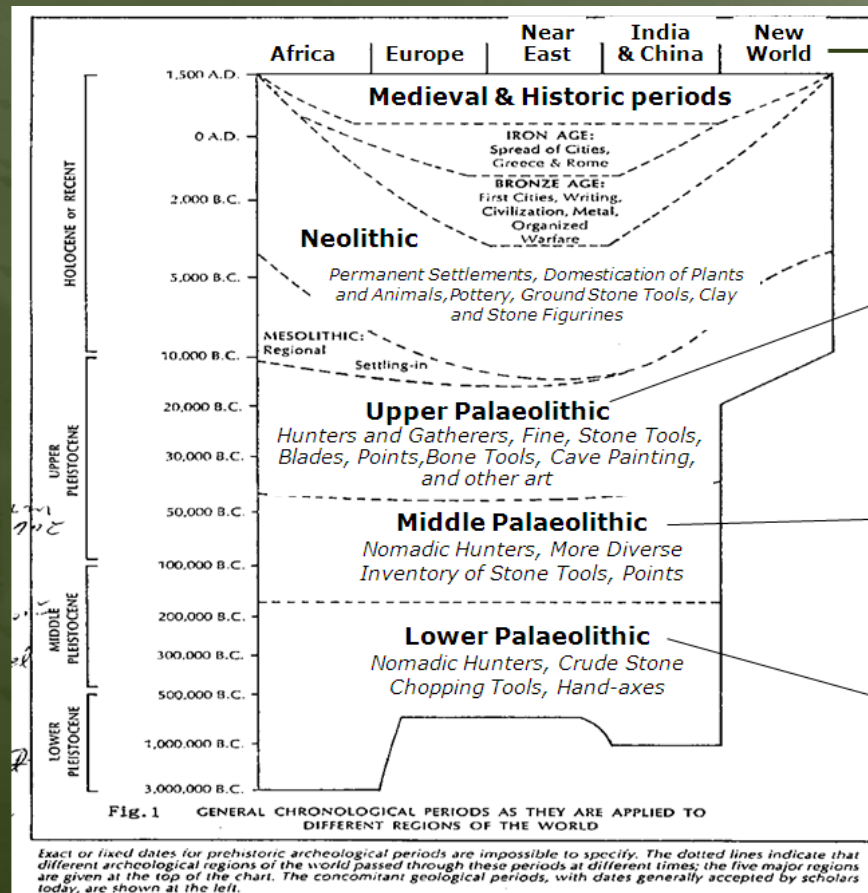 Africa
Europe
Near
East
India
& China
New
World
1,500 A.D.
0 A.D.
2,000 B.C.
5,000 B.C.
10,000 B.C.
20,000 B.C.
30,000 B.C.
50,000 B.C.
100,000 B.C.
200,000 B.C.
300,000 B.C.
500,000 B.C.
1,000,000 B.C.
3,000,000 B.C.
HOLOCENE or RECENT
UPPER
PLEISTOCENE
MIDDLE
PLEISTOCENE
LOWER
PLEISTOCENE
Medieval & Historic periods
IRON AGE:
Spread of Cities,
Greece & Rome
BRONZE AGE:
First Cities, Writing,
Civilization, Metal,
Organized
Warfare
Neolithic
Permanent Settlements, Domestication of Plants
and Animals,Pottery, Ground Stone Tools, Clay
and Stone Figurines
MESOLITHIC:
Regional
Settling-in
Upper Palaeolithic
Hunters and Gatherers, Fine, Stone Tools,
Blades, Points,Bone Tools, Cave Painting,
and other art
Middle Palaeolithic
Nomadic Hunters, More Diverse
Inventory of Stone Tools, Points
Lower Palaeolithic
Nomadic Hunters, Crude Stone
Chopping Tools, Hand-axes
Fig.1 GENERAL CHRONOLOGICAL PERIODS AS THEY ARE APPLIED TO
DIFFERENT REGIONS OF THE WORLD
Exact or fixed dates for prehistoric archeological periods are impossible to specify. The dotted lines indicate that
different archeological regions of the world passed through these periods at different times; the five major regions
are given at the top of the chart. The concomitant geological periods, with dates generally accepted by scholars
today, are shown at the left.